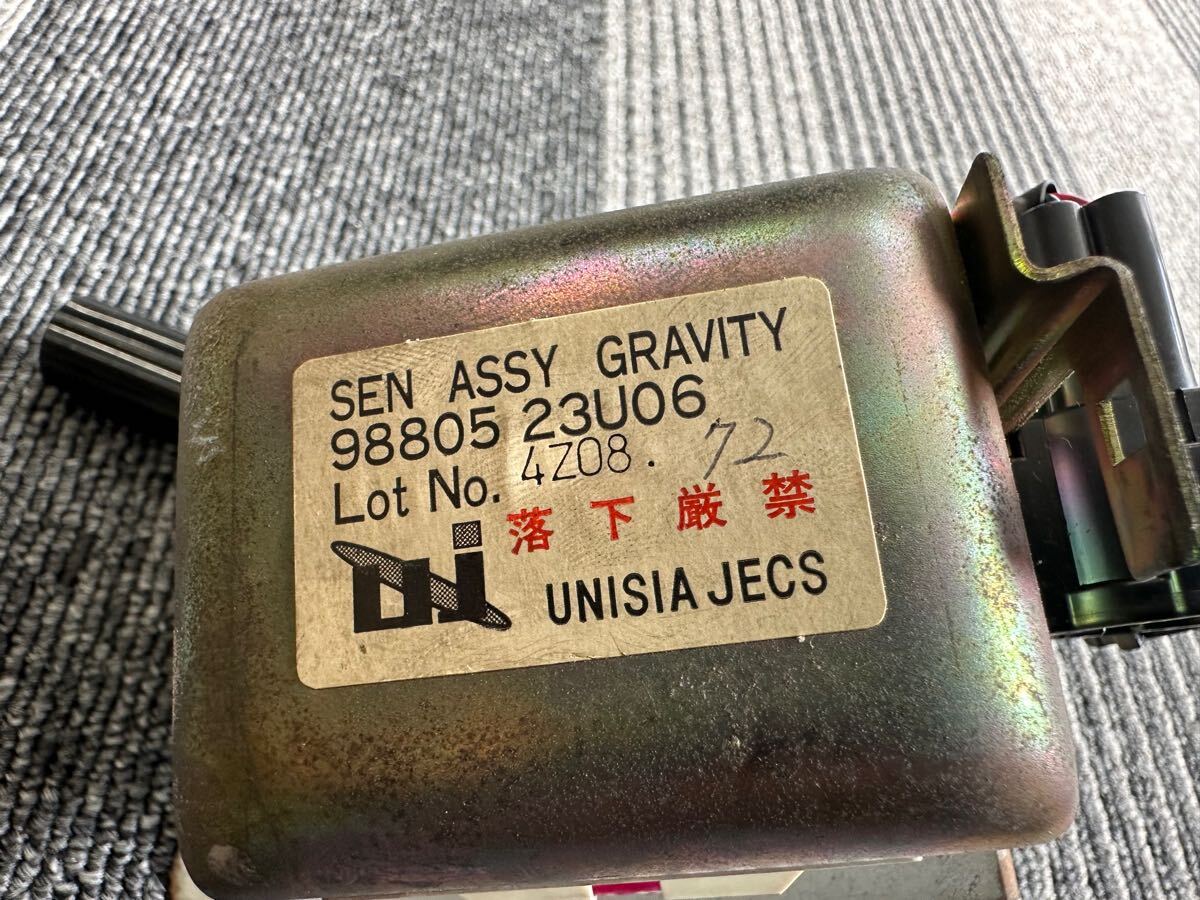 SEN ASSY GRAVITY
98805 23U06
Lot No. 4Z08. 72
落下厳禁
UNISIA JECS